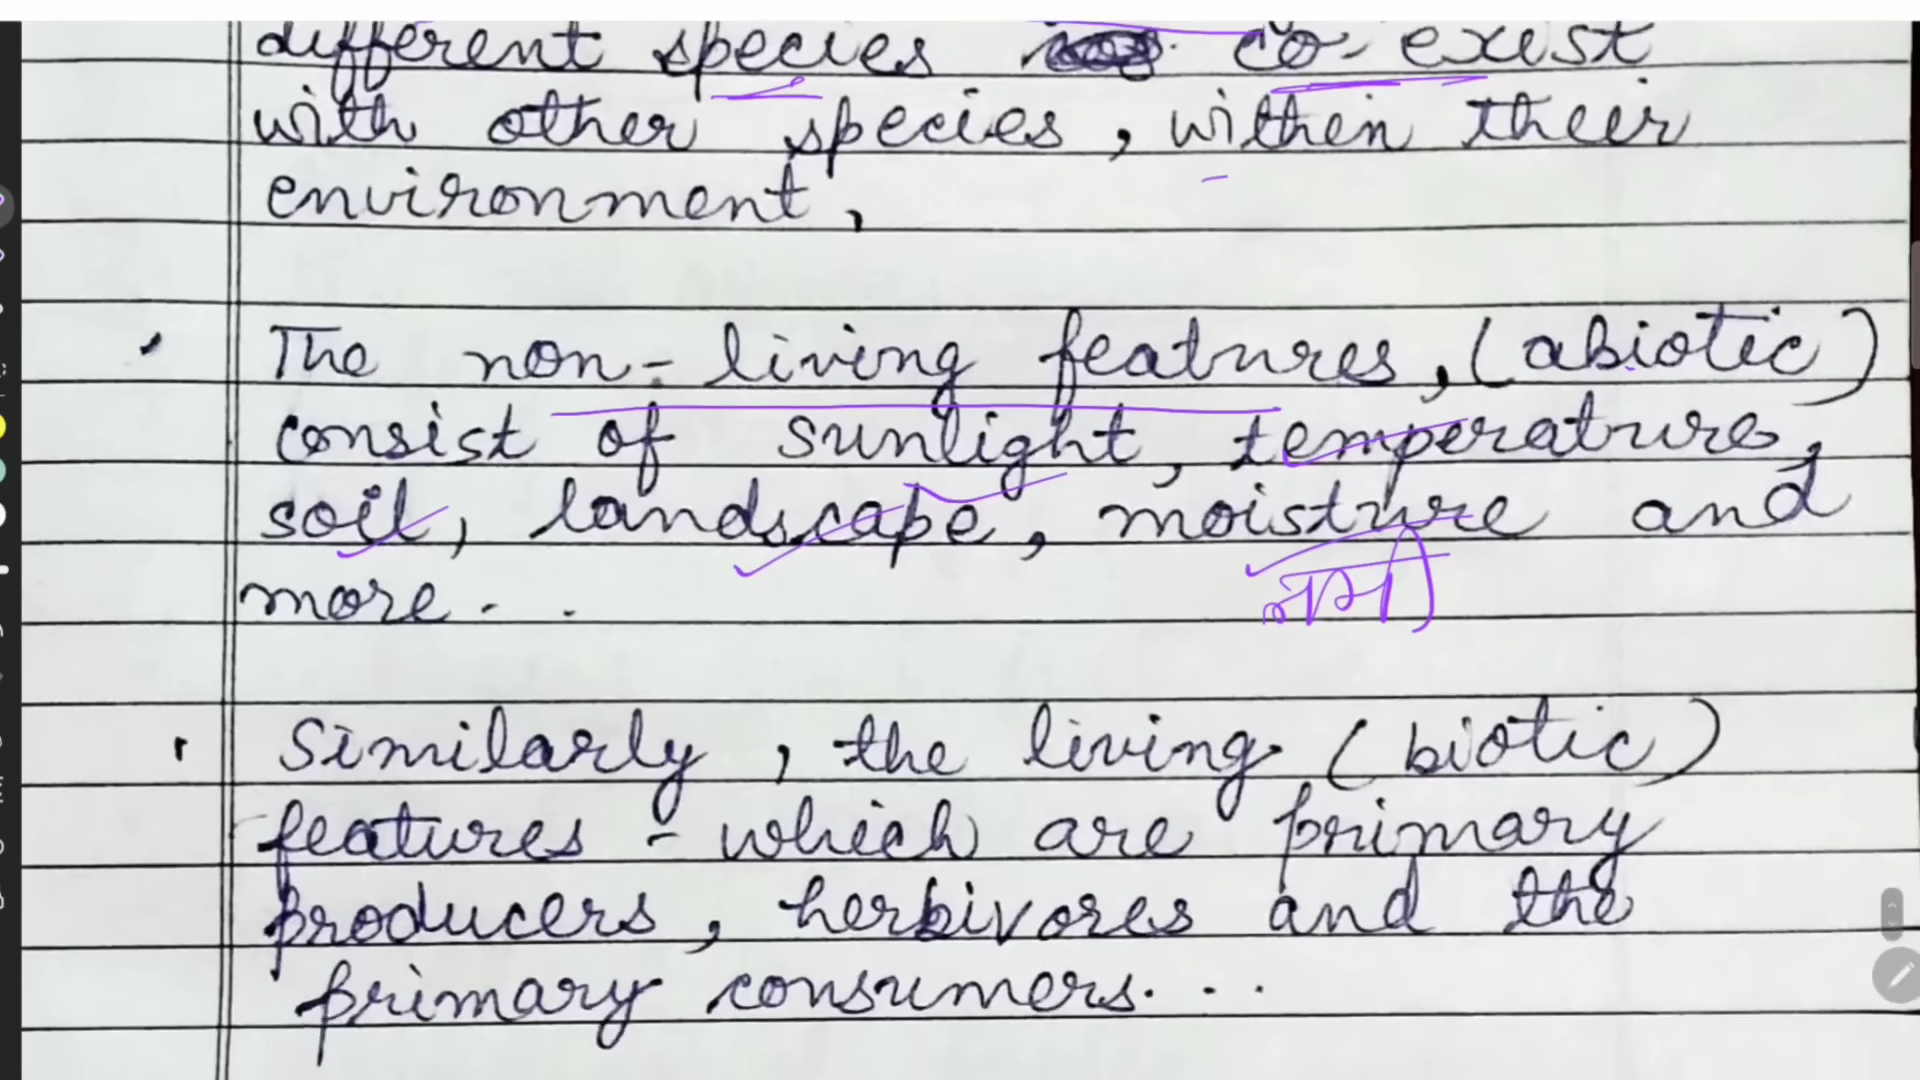 different species co-exist
with other species, within their
environment,
The non-living features, (abiotic)
consist of sunlight, temperature,
soil, landscape, moisture and
more. .
नमी
Similarly, the living (biotic)
features - which are primary
producers, herbivores and the
primary consumers. . .